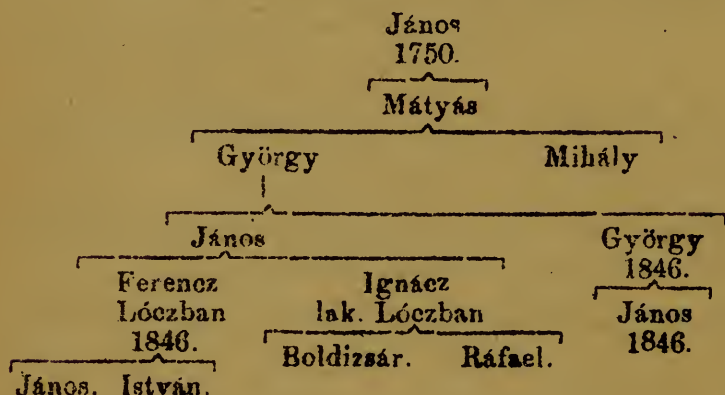 János
1750.
Mátyás
György Mihály
János György
1846.
Ferencz Ignácz
Lóczban lak. Lóczban János
1846. 1846.
Boldizsár. Ráfael.
János. István.